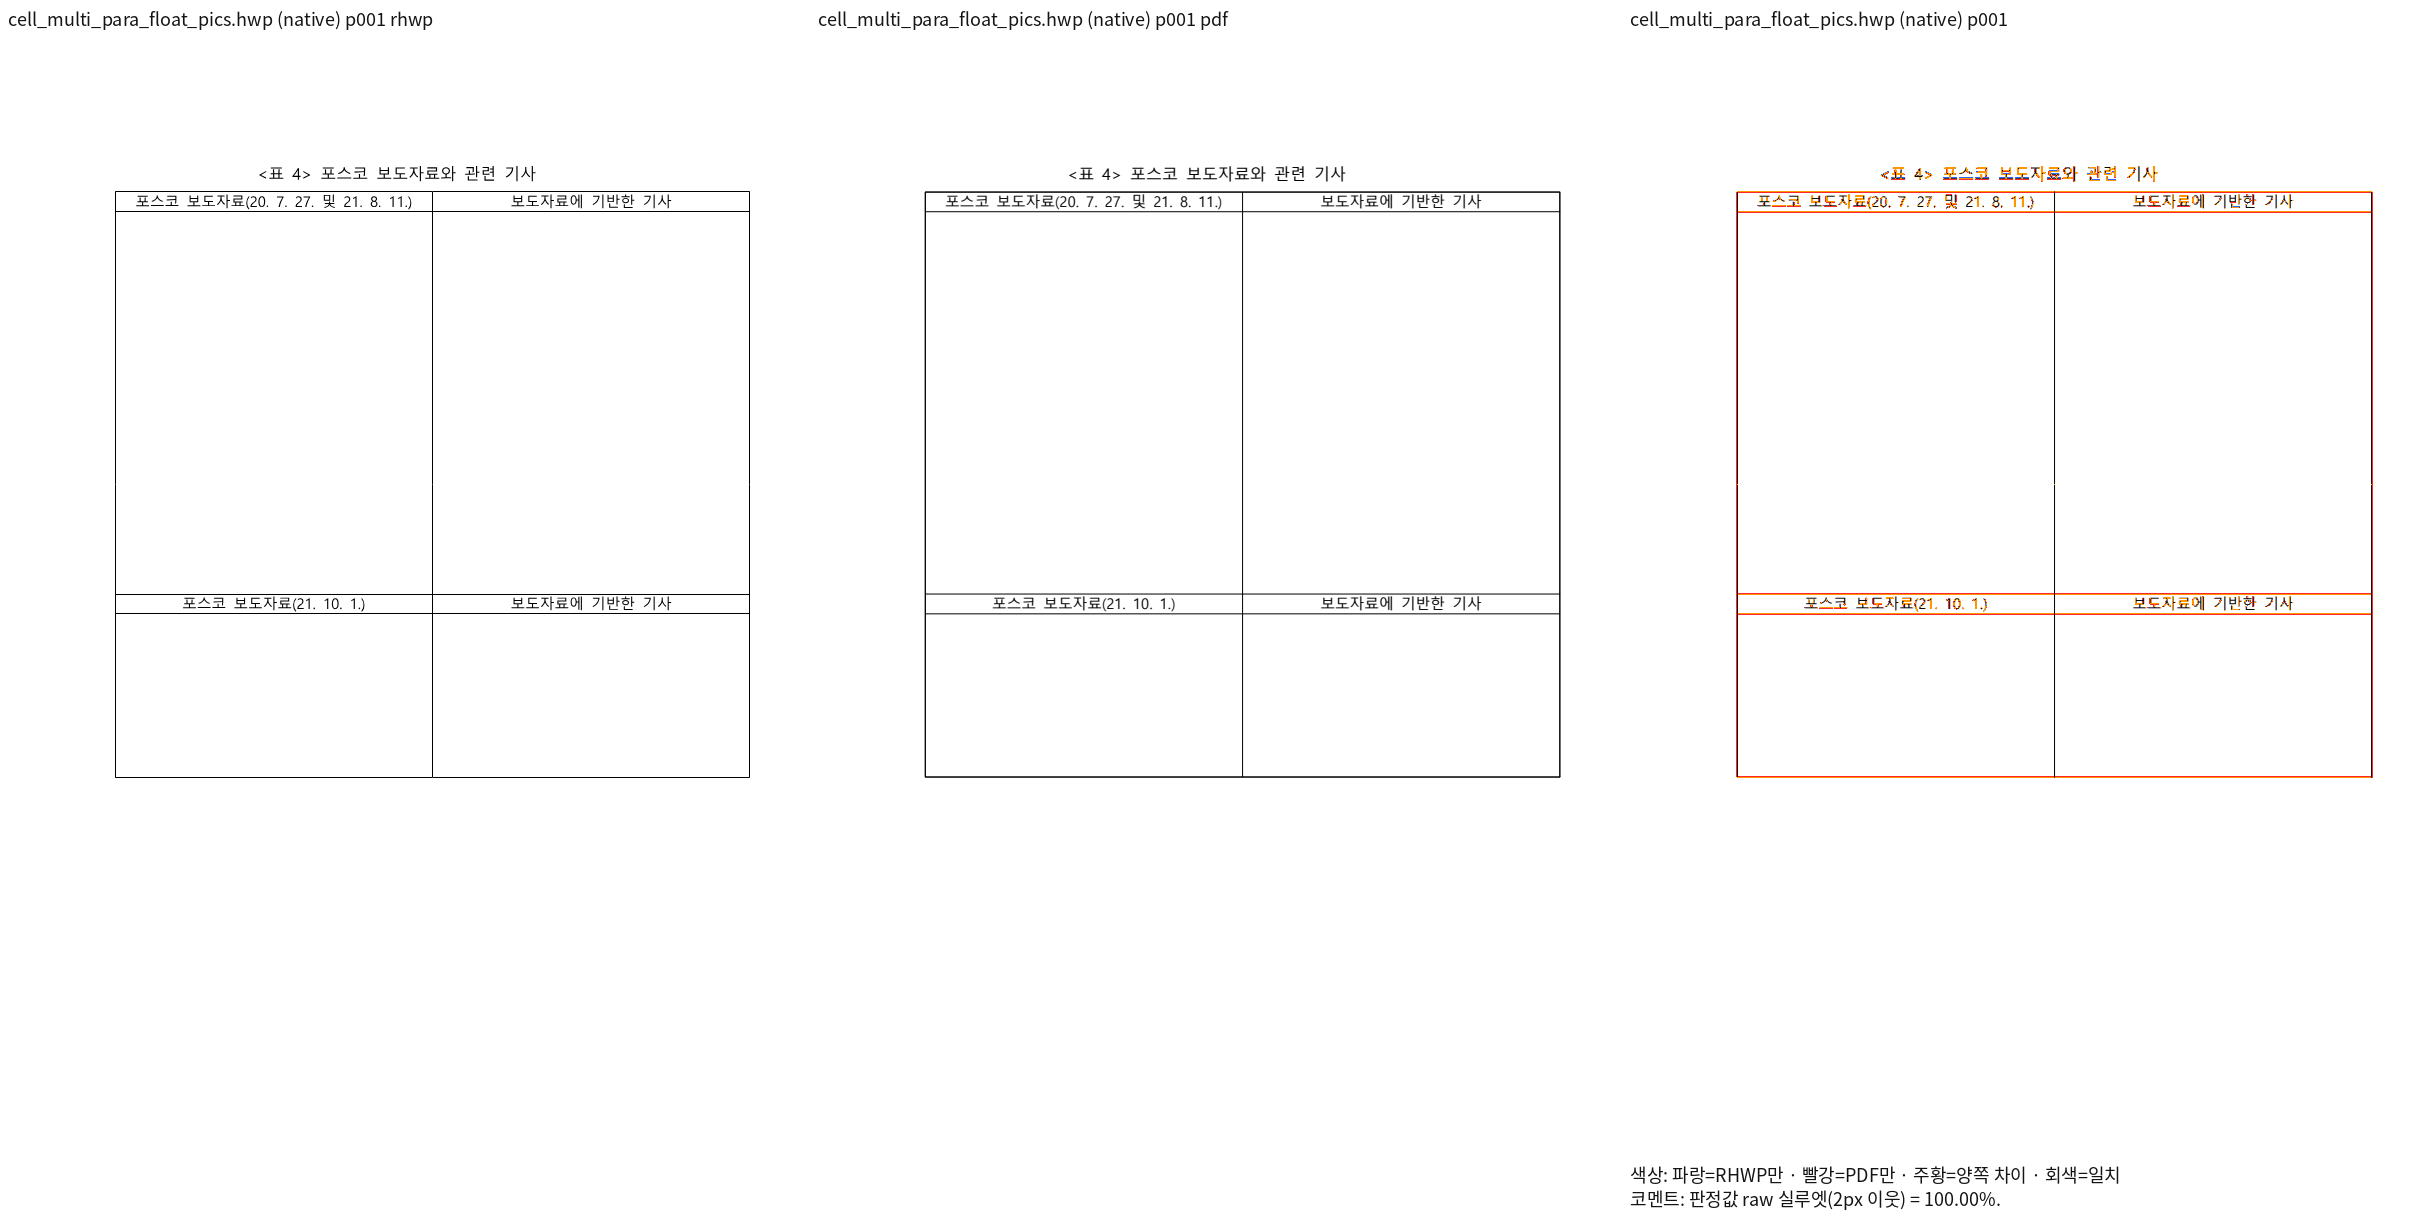 cell_multi_para_float_pics.hwp (native) p001 rhwp
cell_multi_para_float_pics.hwp (native) p001 pdf
cell_multi_para_float_pics.hwp (native) p001
<표 4> 포스코 보도자료와 관련 기사
포스코 보도자료(20. 7. 27. 및 21. 8. 11.)
보도자료에 기반한 기사
포스코 보도자료(21. 10. 1.)
보도자료에 기반한 기사
<표 4> 포스코 보도자료와 관련 기사
포스코 보도자료(20. 7. 27. 및 21. 8. 11.)
보도자료에 기반한 기사
포스코 보도자료(21. 10. 1.)
보도자료에 기반한 기사
<표 4> 포스코 보도자료와 관련 기사
포스코 보도자료(20. 7. 27. 및 21. 8. 11.)
보도자료에 기반한 기사
포스코 보도자료(21. 10. 1.)
보도자료에 기반한 기사
색상: 파랑=RHWP만 · 빨강=PDF만 · 주황=양쪽 차이 · 회색=일치
코멘트: 판정값 raw 실루엣(2px 이웃) = 100.00%.